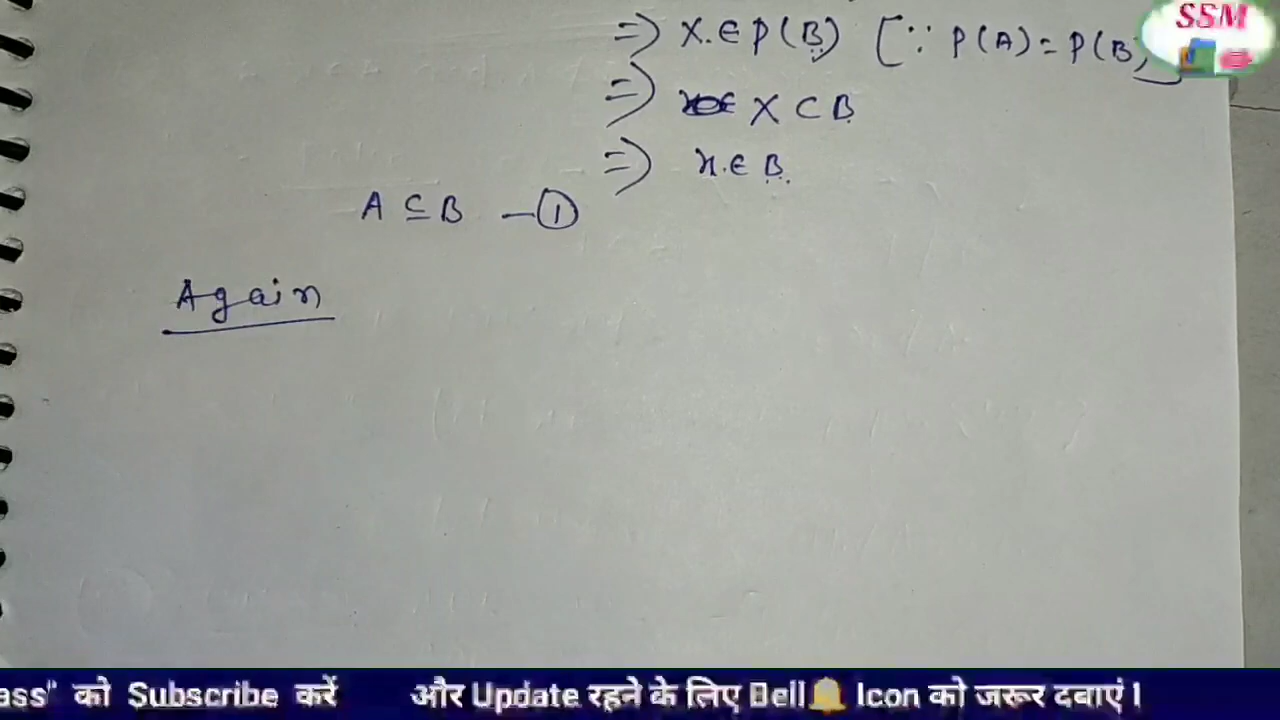 SSM
=> X ∈ P(B) [∵ P(A) = P(B)]
=> X ⊂ B
=> x ∈ B.
A ⊆ B — ①
Again
ass" को Subscribe करें और Update रहने के लिए Bell🔔 Icon को जरूर दबाएं ।